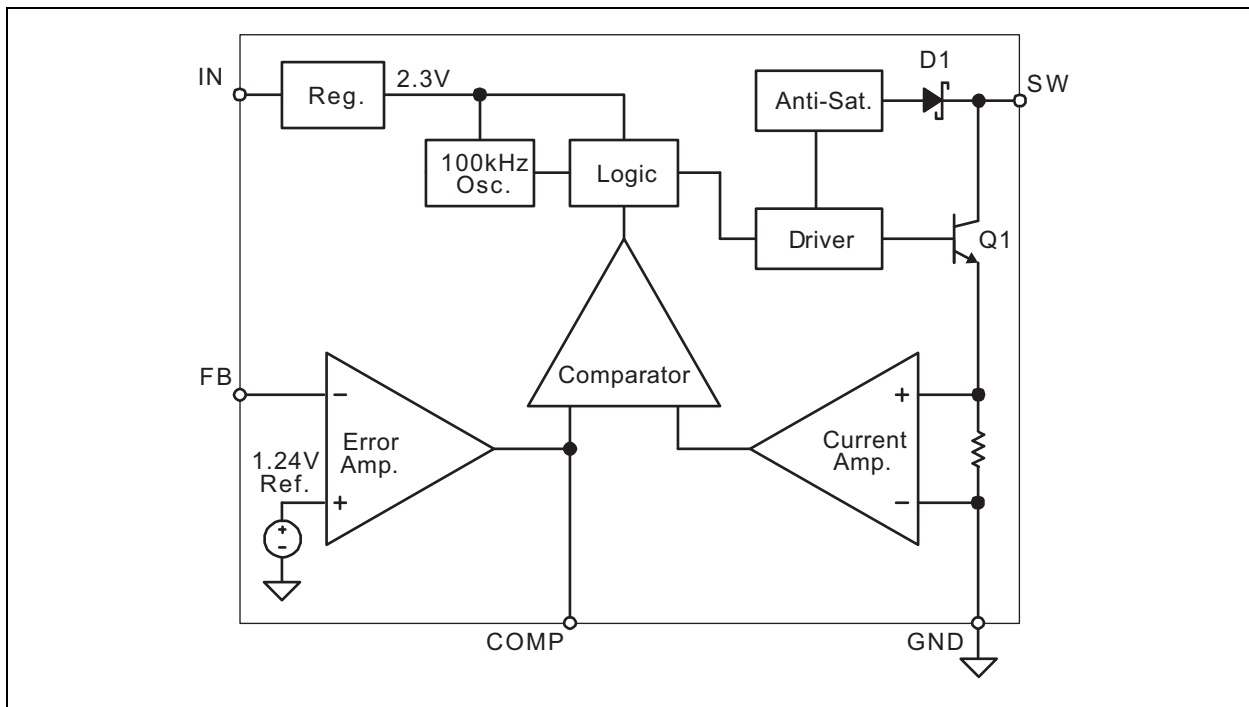 D1
IN
2.3V
SW
Reg.
Anti-Sat.
100kHz
Osc.
Logic
Driver
Q1
FB
Comparator
−
+
Error
Amp.
Current
Amp.
1.24V
Ref.
+
−
+
−
COMP
GND